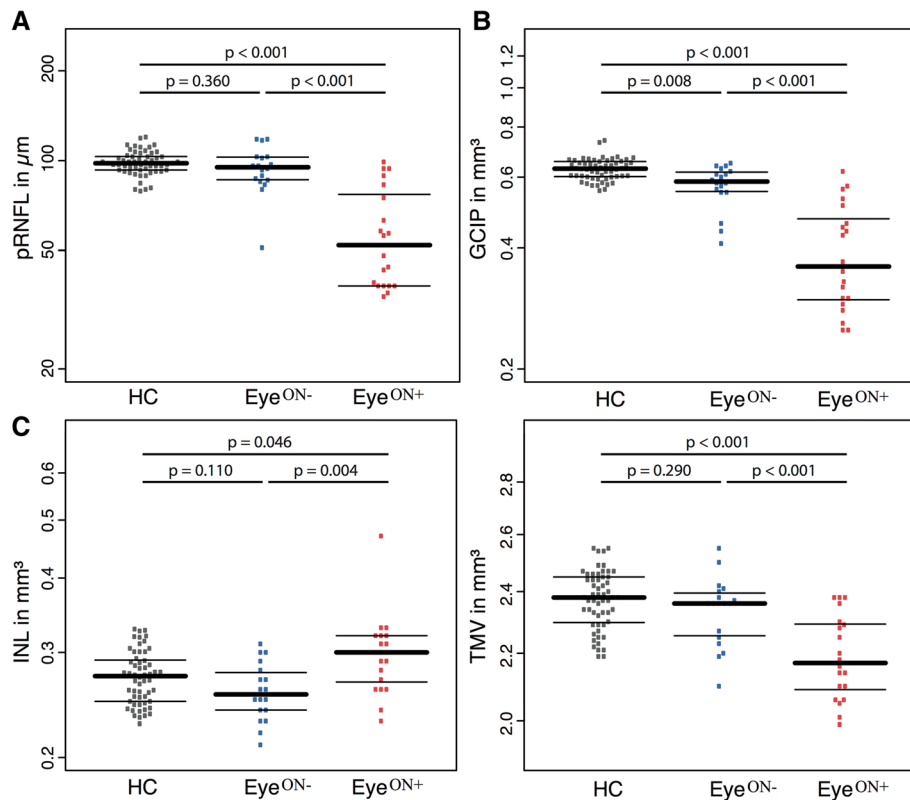 A
pRNFL in µm
200
100
50
20
p < 0.001
p = 0.360
p < 0.001
HC
Eye^ON-
Eye^ON+
B
GCIP in mm³
1.2
1.0
0.8
0.6
0.4
0.2
p < 0.001
p = 0.008
p < 0.001
HC
Eye^ON-
Eye^ON+
C
INL in mm³
0.6
0.5
0.4
0.3
0.2
p = 0.046
p = 0.110
p = 0.004
HC
Eye^ON-
Eye^ON+
TMV in mm³
2.8
2.6
2.4
2.2
2.0
p < 0.001
p = 0.290
p < 0.001
HC
Eye^ON-
Eye^ON+